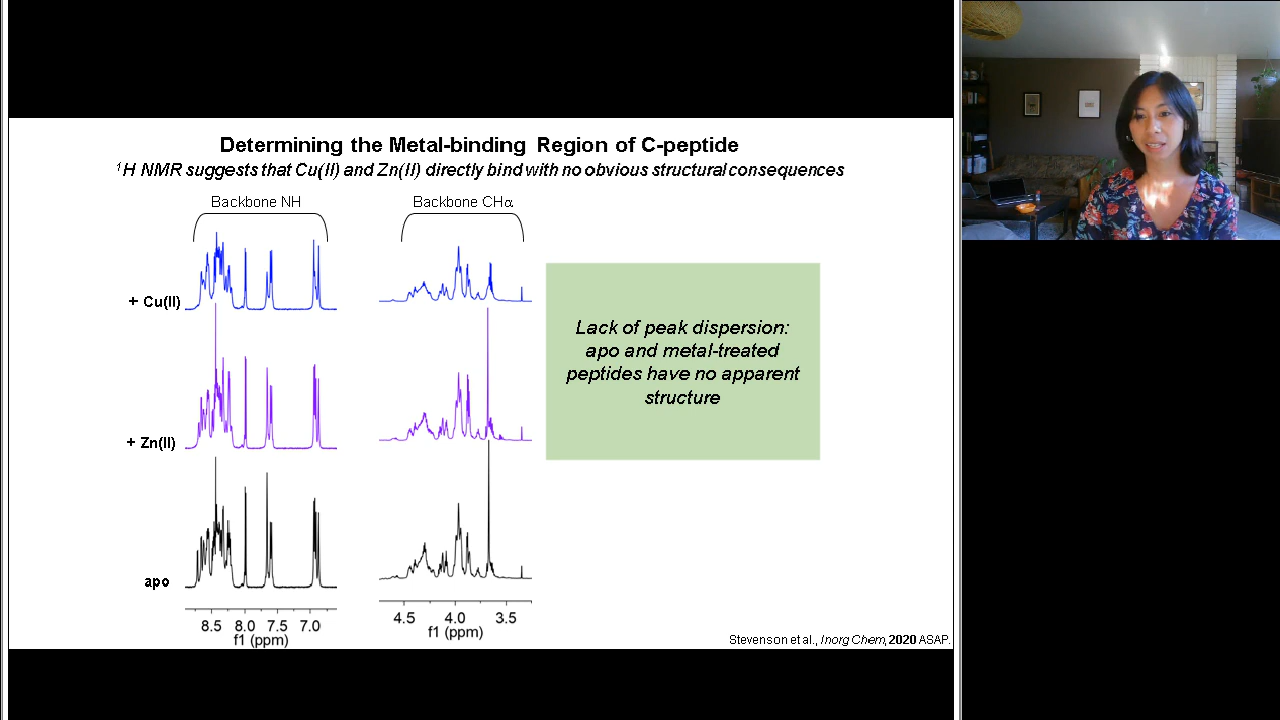 Determining the Metal-binding Region of C-peptide
¹H NMR suggests that Cu(II) and Zn(II) directly bind with no obvious structural consequences
Backbone NH
Backbone CHα
+ Cu(II)
+ Zn(II)
apo
8.5 8.0 7.5 7.0
f1 (ppm)
4.5 4.0 3.5
f1 (ppm)
Lack of peak dispersion:
apo and metal-treated
peptides have no apparent
structure
Stevenson et al., Inorg Chem, 2020 ASAP.